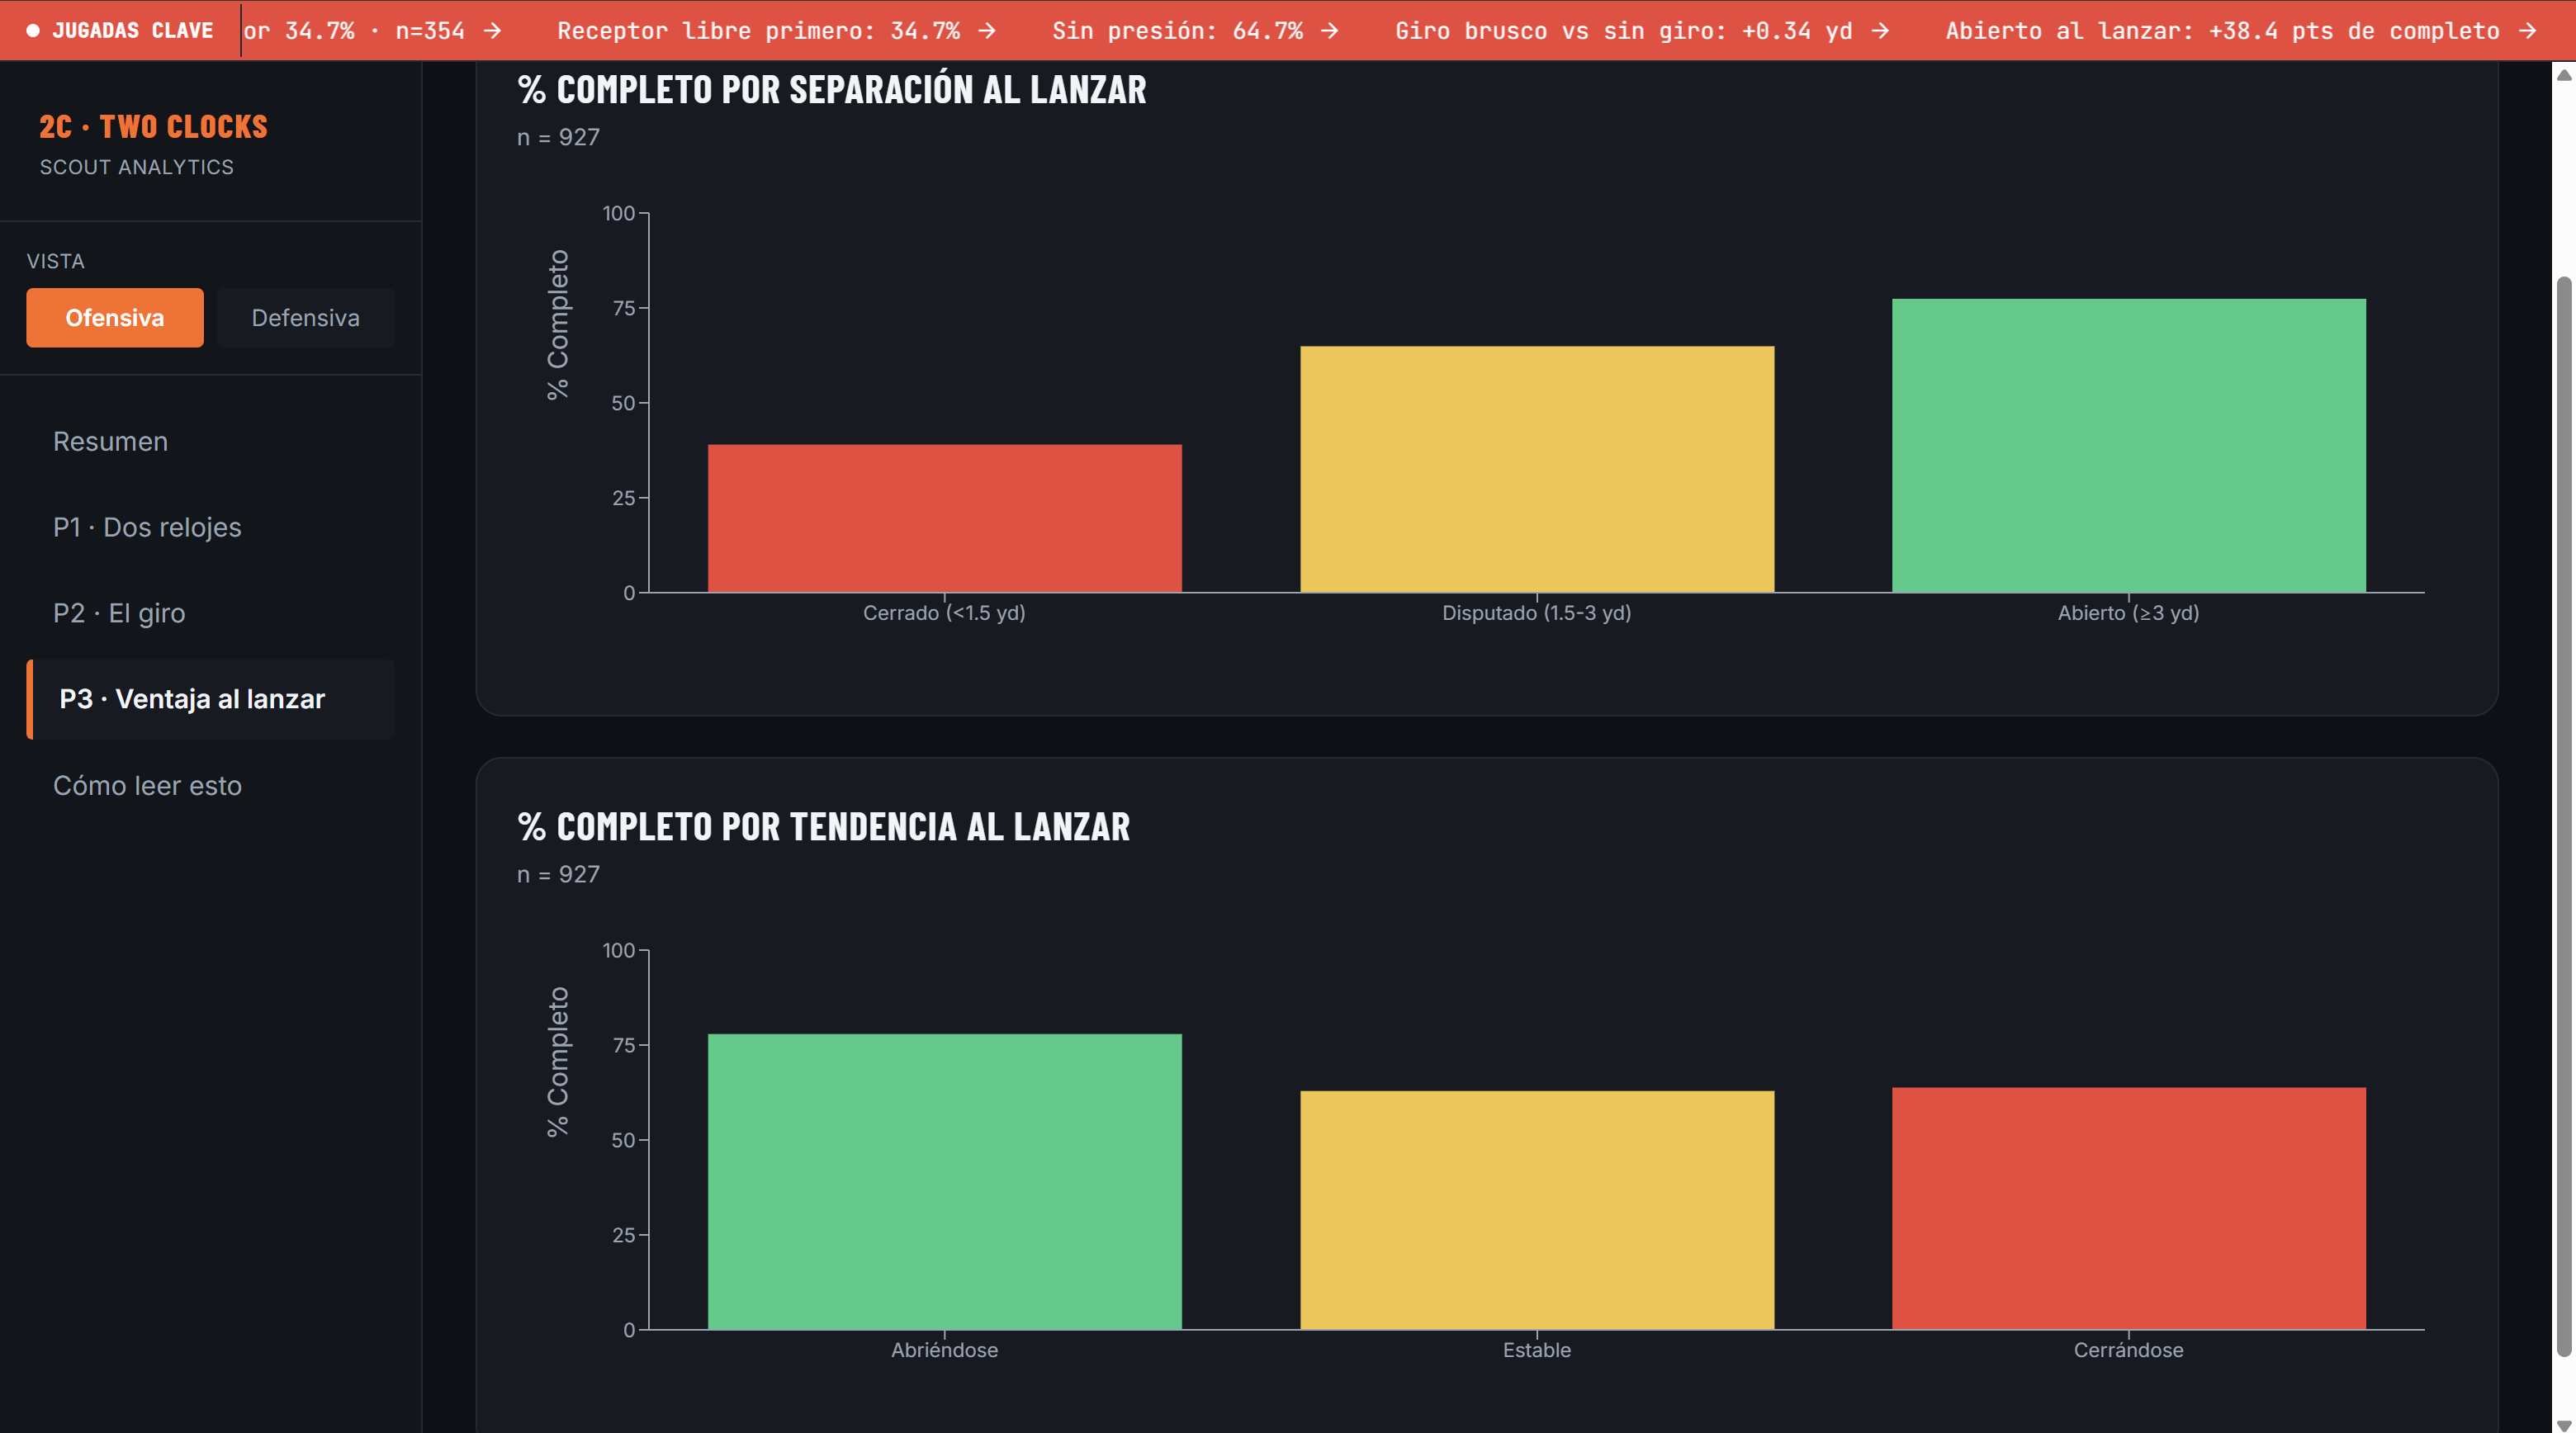 JUGADAS CLAVE
or 34.7% · n=354 →
Receptor libre primero: 34.7% →
Sin presión: 64.7% →
Giro brusco vs sin giro: +0.34 yd →
Abierto al lanzar: +38.4 pts de completo →
2C · TWO CLOCKS
SCOUT ANALYTICS
VISTA
Ofensiva
Defensiva
Resumen
P1 · Dos relojes
P2 · El giro
P3 · Ventaja al lanzar
Cómo leer esto
% COMPLETO POR SEPARACIÓN AL LANZAR
n = 927
% Completo
100
75
50
25
0
Cerrado (<1.5 yd)
Disputado (1.5-3 yd)
Abierto (≥3 yd)
% COMPLETO POR TENDENCIA AL LANZAR
n = 927
% Completo
100
75
50
25
0
Abriéndose
Estable
Cerrándose